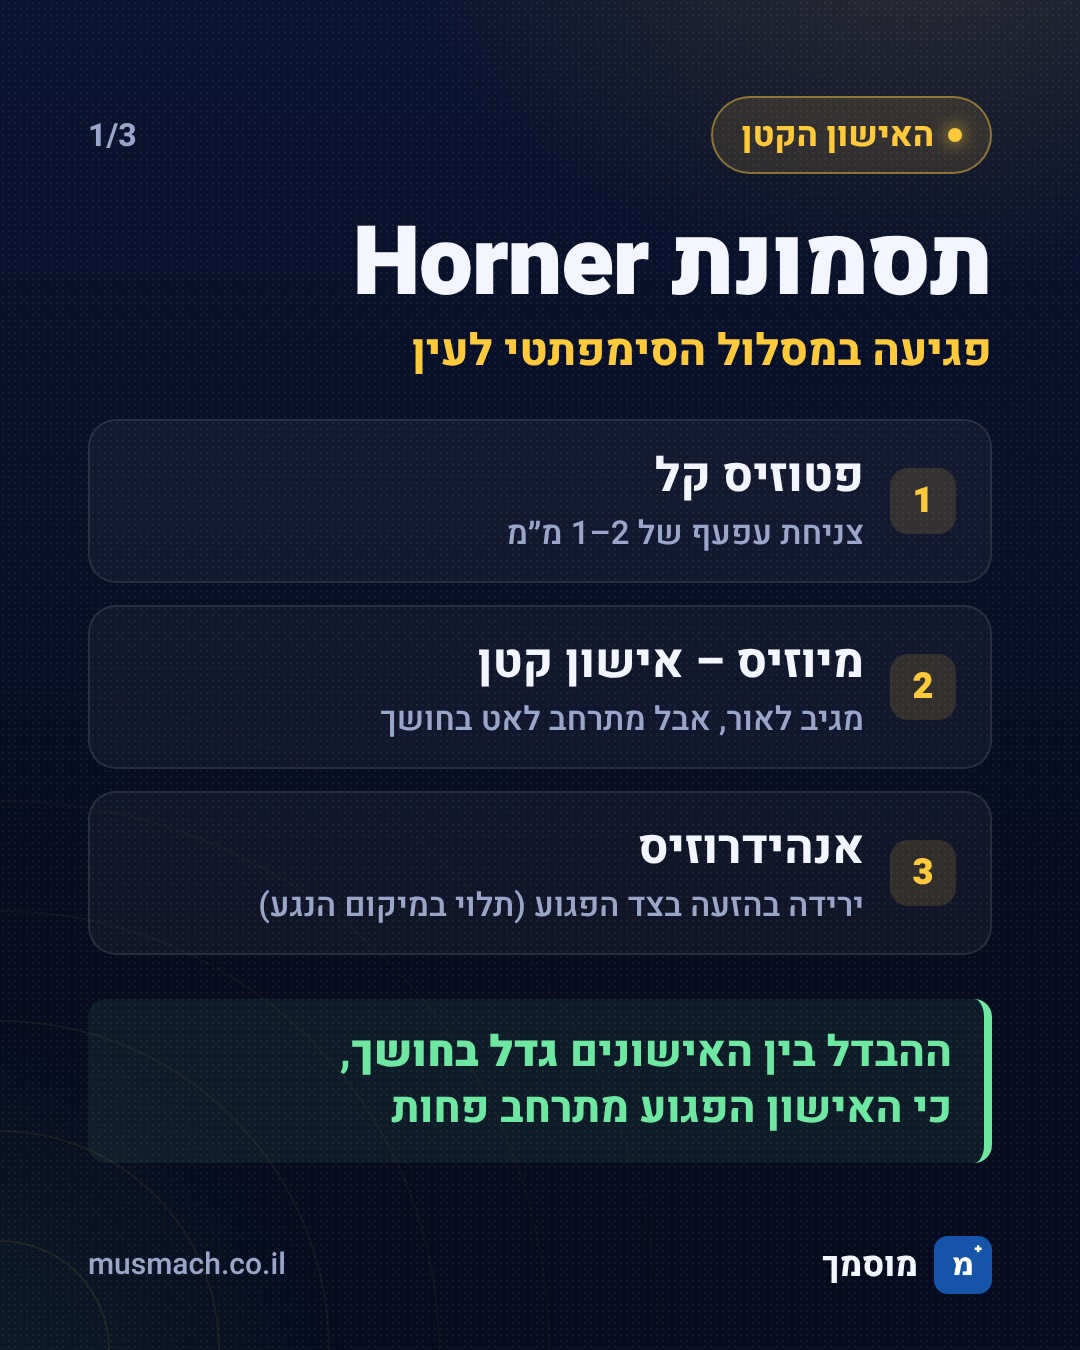 האישון הקטן
1/3
תסמונת Horner
פגיעה במסלול הסימפתטי לעין
1
פטוזיס קל
צניחת עפעף של 1–2 מ״מ
2
מיוזיס – אישון קטן
מגיב לאור, אבל מתרחב לאט בחושך
3
אנהידרוזיס
ירידה בהזעה בצד הפגוע (תלוי במיקום הנגע)
ההבדל בין האישונים גדל בחושך,
כי האישון הפגוע מתרחב פחות
מ
מוסמך
musmach.co.il